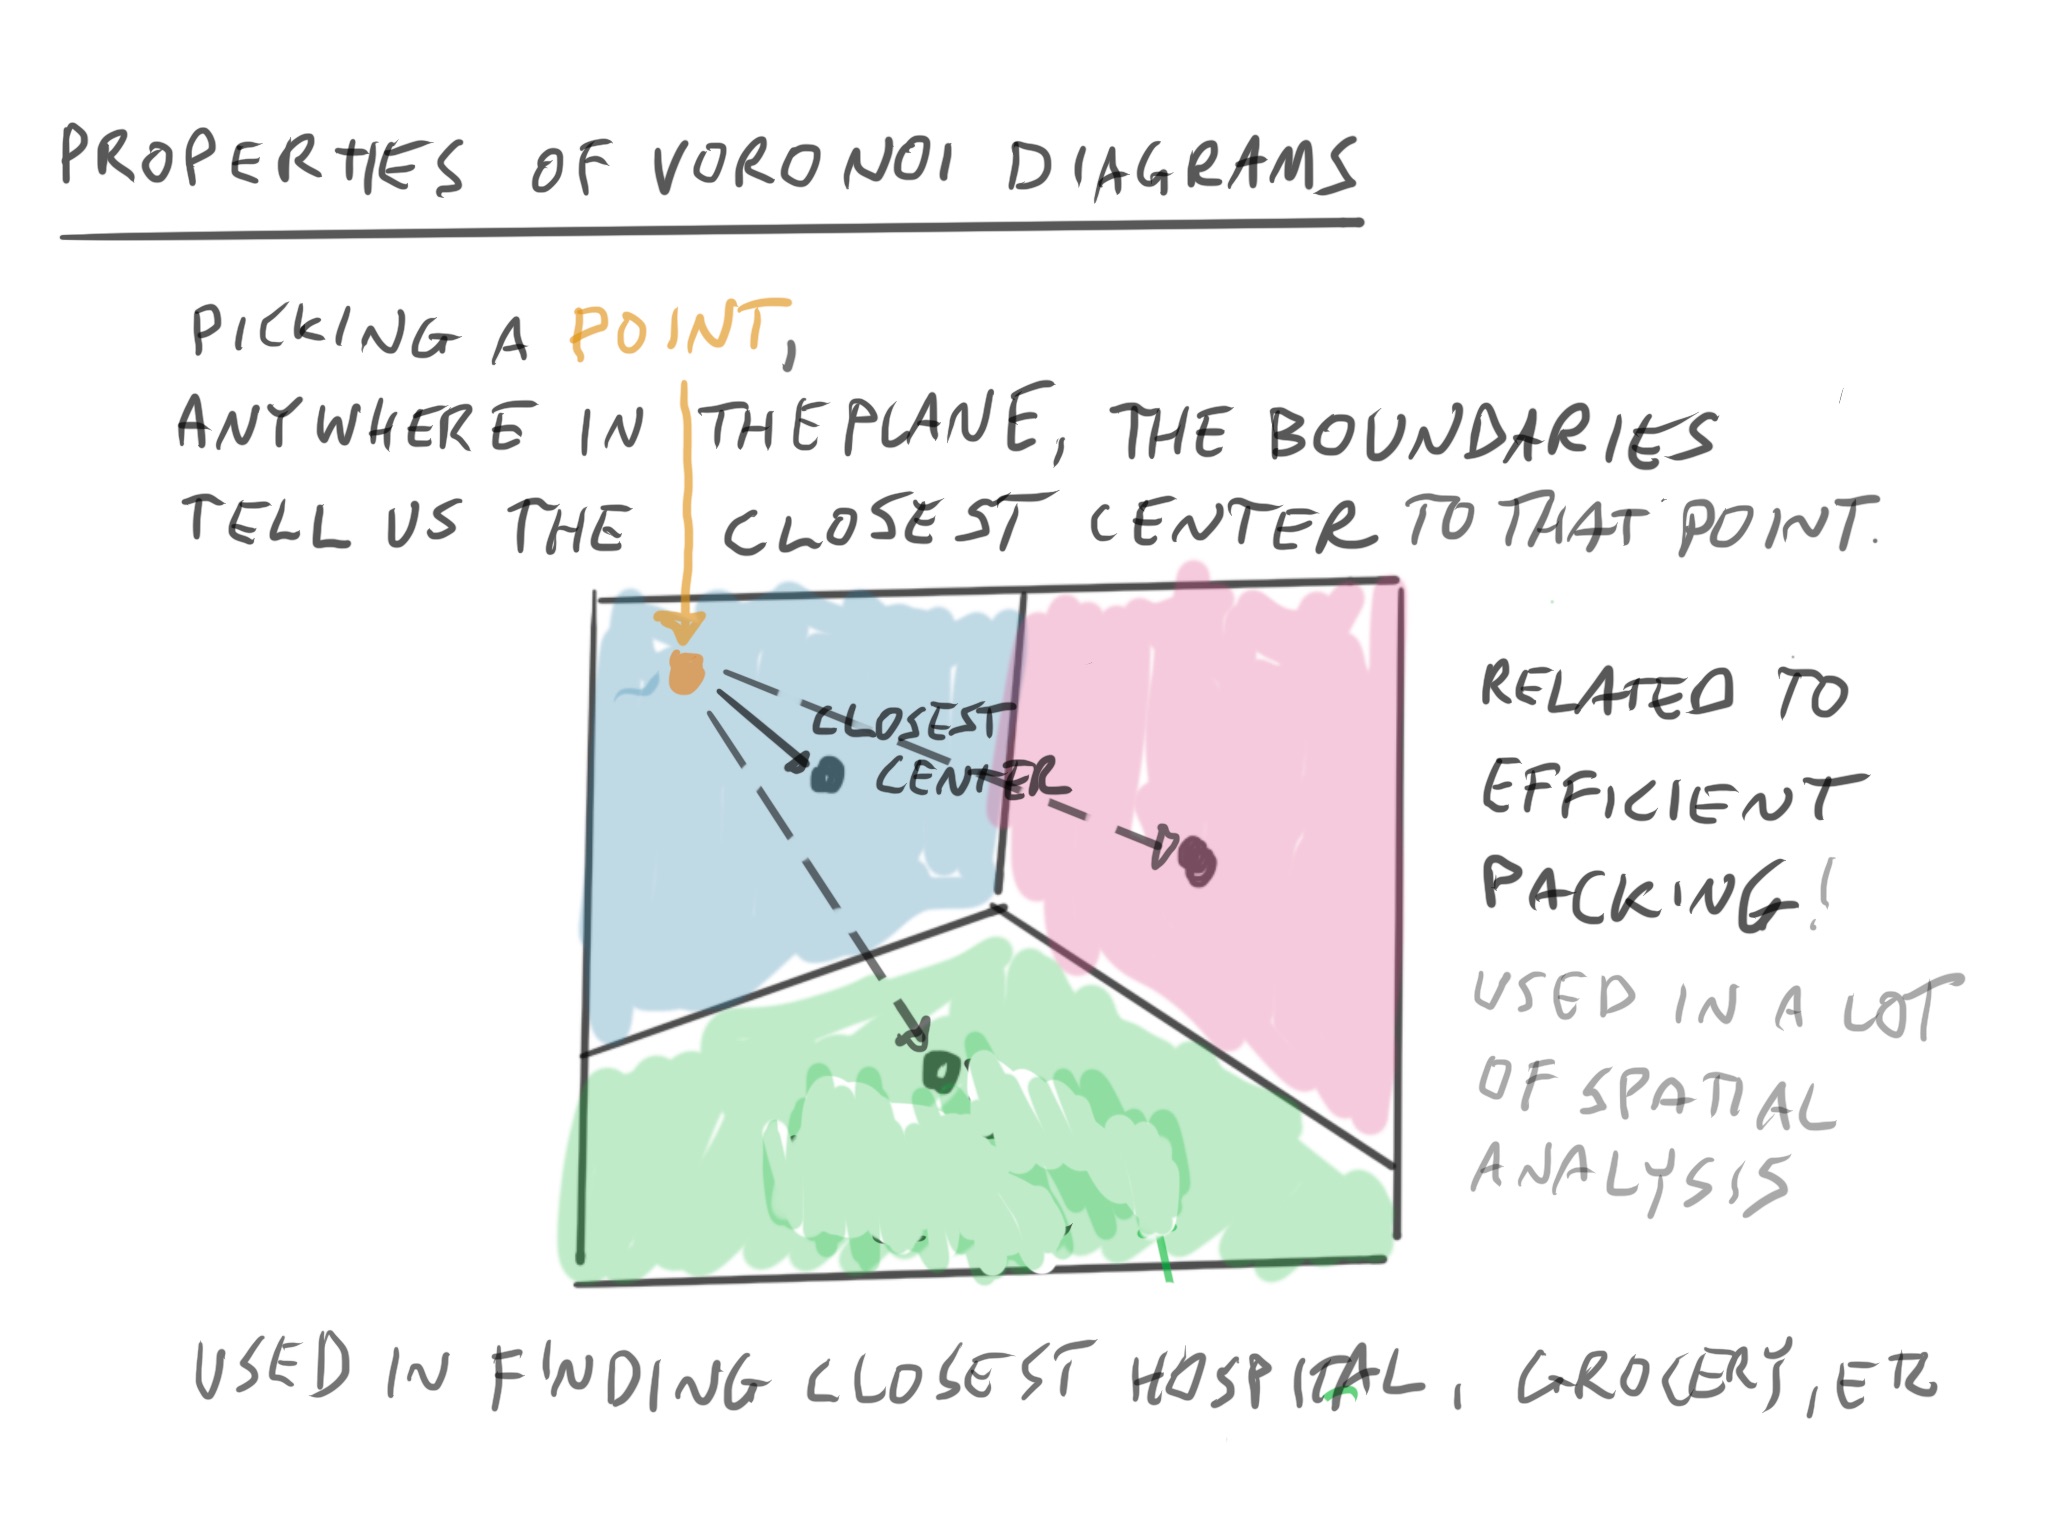 PROPERTIES OF VORONOI DIAGRAMS
PICKING A POINT,
ANYWHERE IN THE PLANE, THE BOUNDARIES
TELL US THE CLOSEST CENTER TO THAT POINT.
CLOSEST
CENTER
RELATED TO
EFFICIENT
PACKING!
USED IN A LOT
OF SPATIAL
ANALYSIS
USED IN FINDING CLOSEST HOSPITAL, GROCERY, ETC